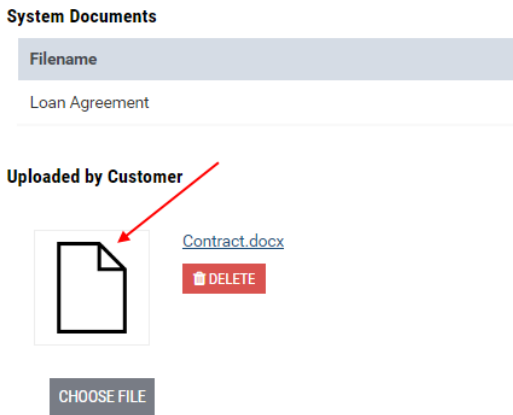 System Documents
Filename
Loan Agreement
Uploaded by Customer
Contract.docx
DELETE
CHOOSE FILE